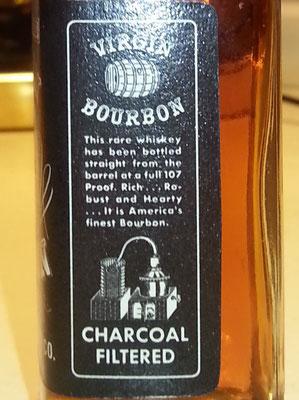 VIRGIN
BOURBON
This rare whiskey
has been bottled
straight from the
barrel at a full 107
Proof. Rich . . . Ro-
bust and Hearty
. . . It is America's
finest Bourbon.
CHARCOAL
FILTERED
CO.